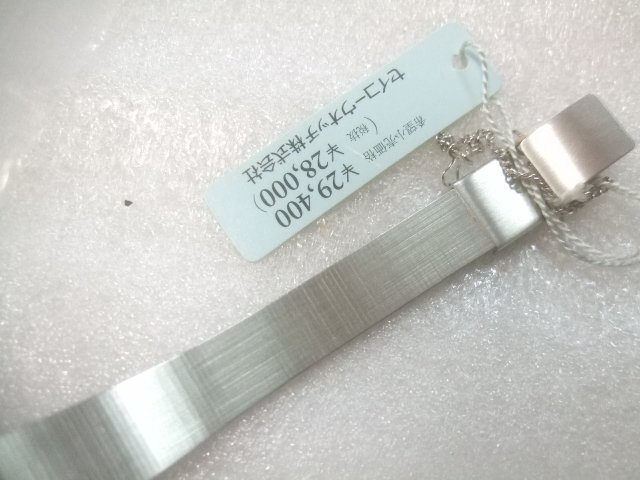 希望小売価格 ¥29,400
(税抜 ¥28,000)
セイコーウオッチ株式会社